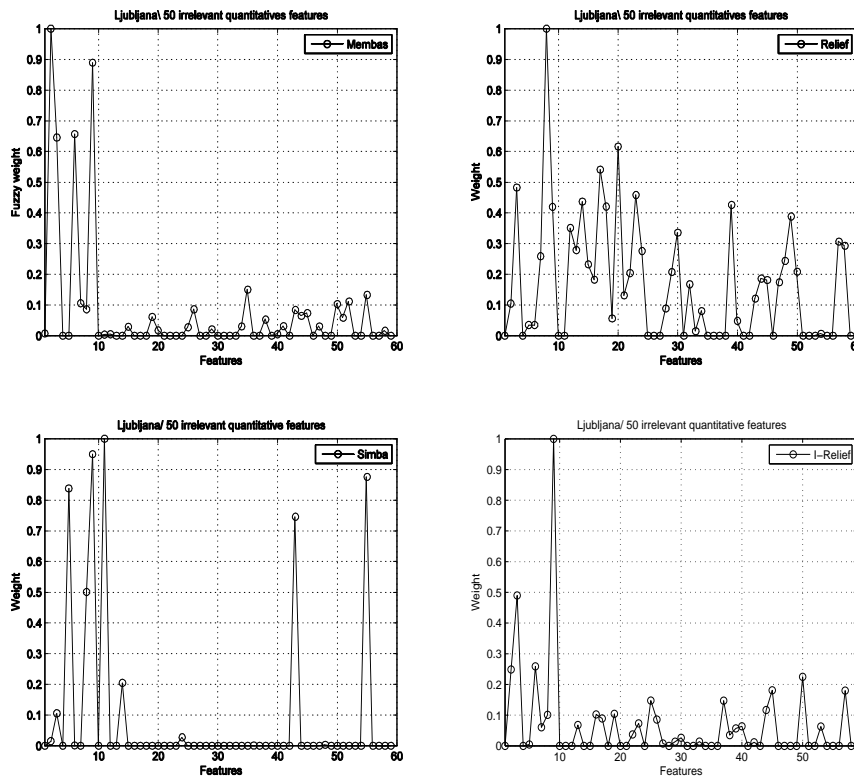 Ljubljana\ 50 irrelevant quantitatives features
1
0.9
0.8
0.7
0.6
0.5
0.4
0.3
0.2
0.1
0
Fuzzy weight
Membas
10 20 30 40 50 60
Features
Ljubljana\ 50 irrelevant quantitatives features
1
0.9
0.8
0.7
0.6
0.5
0.4
0.3
0.2
0.1
0
Weight
Relief
10 20 30 40 50
Features
Ljubljana/ 50 irrelevant quantitative features
1
0.9
0.8
0.7
0.6
0.5
0.4
0.3
0.2
0.1
0
Weight
Simba
10 20 30 40 50 60
Features
Ljubljana/ 50 irrelevant quantitative features
1
0.9
0.8
0.7
0.6
0.5
0.4
0.3
0.2
0.1
0
Weight
I−Relief
10 20 30 40 50
Features